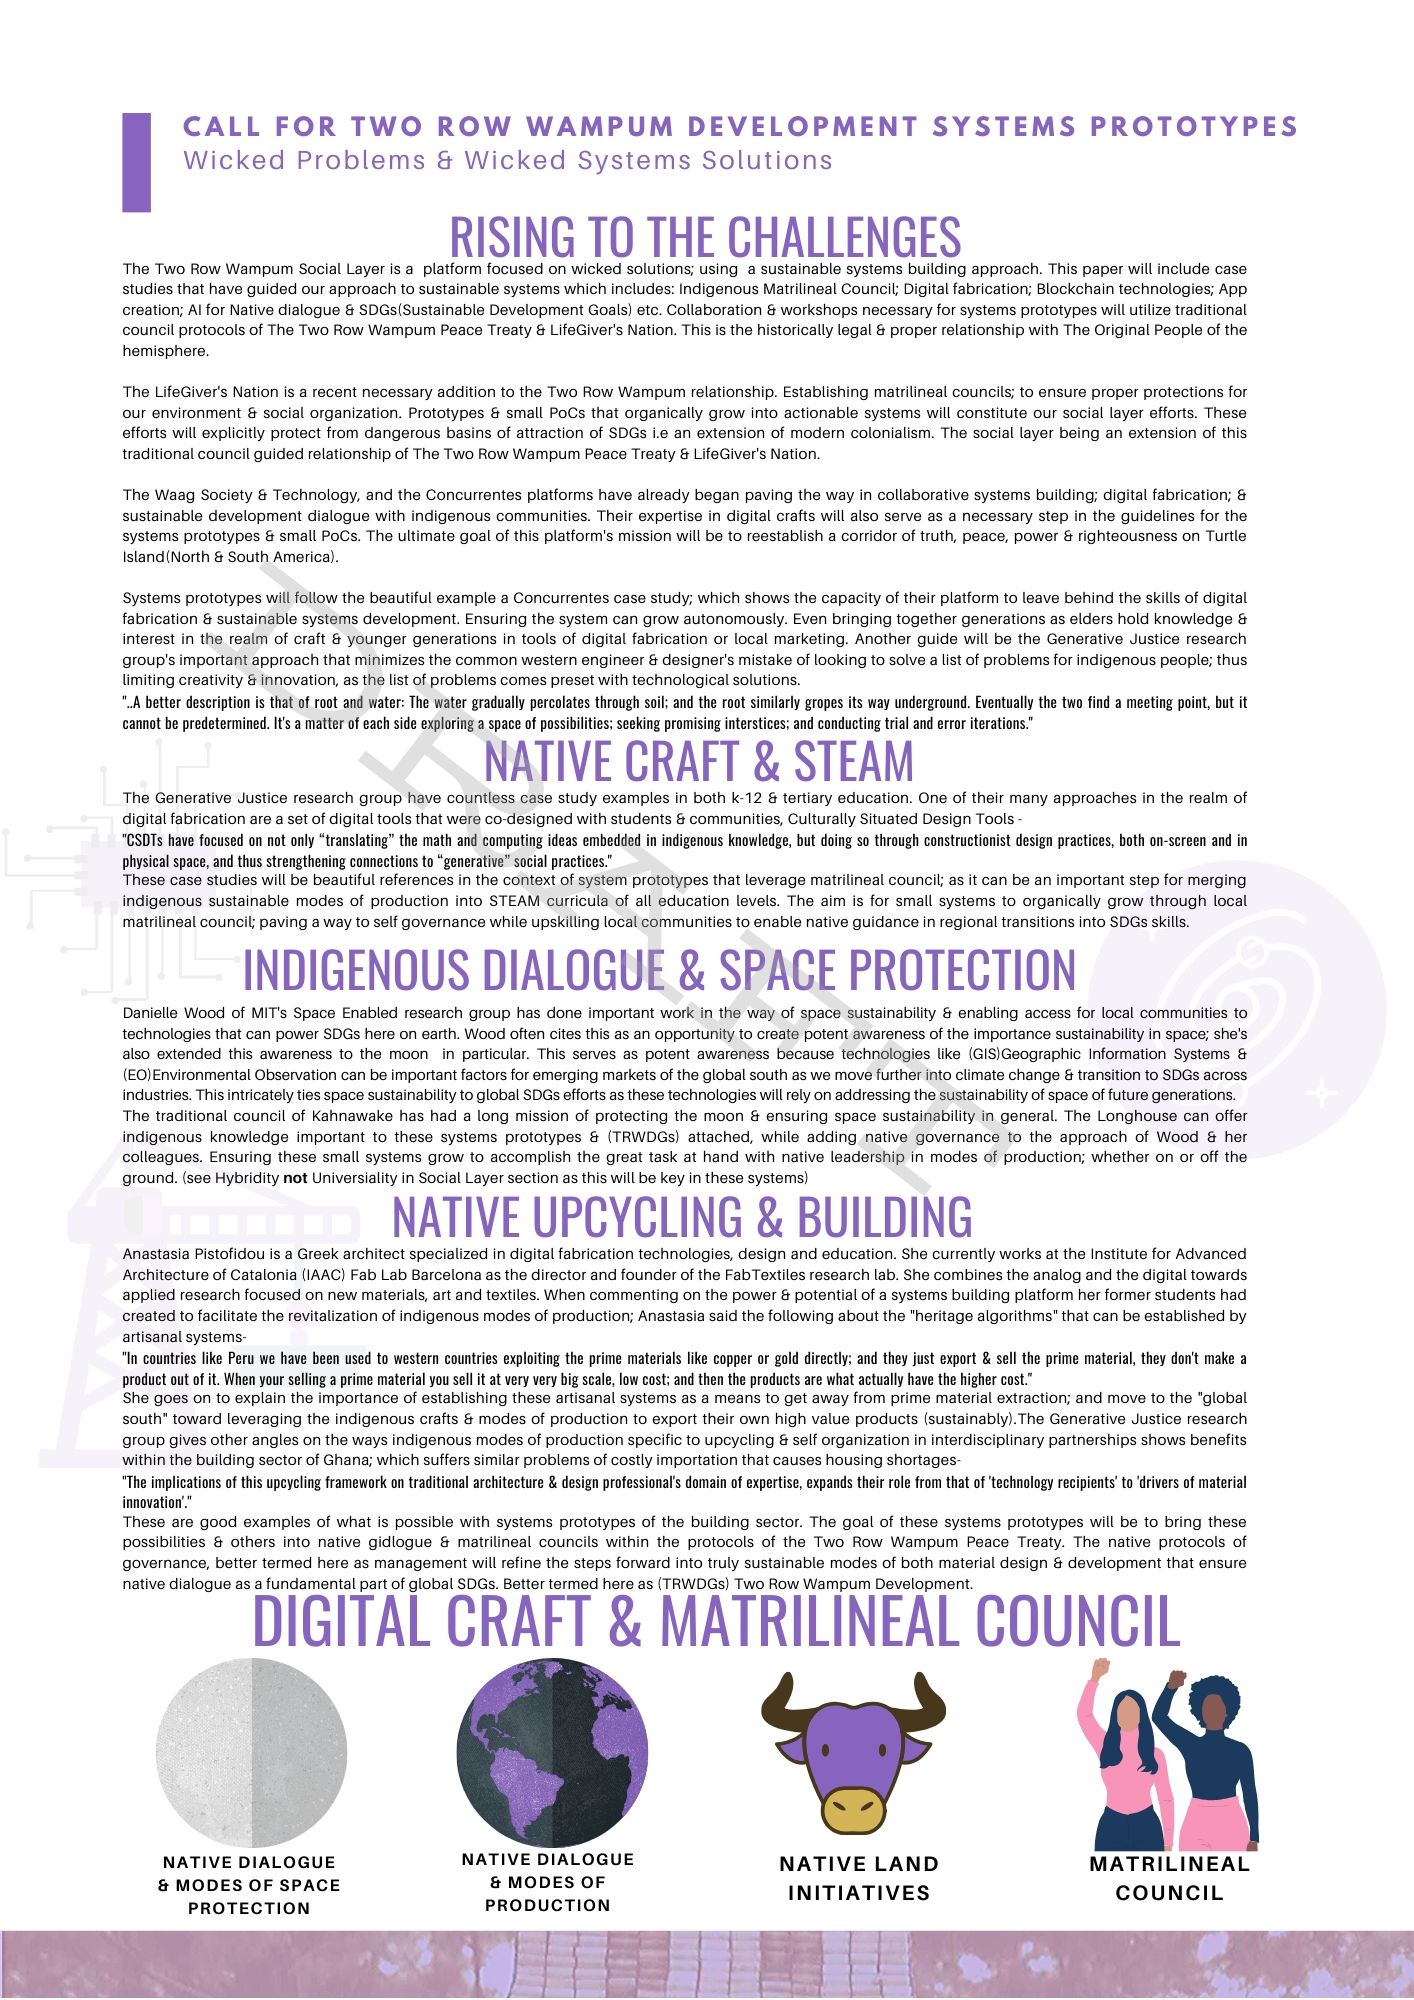 CALL FOR TWO ROW WAMPUM DEVELOPMENT SYSTEMS PROTOTYPES
Wicked Problems & Wicked Systems Solutions
RISING TO THE CHALLENGES
The Two Row Wampum Social Layer is a platform focused on wicked solutions; using a sustainable systems building approach. This paper will include case
studies that have guided our approach to sustainable systems which includes: Indigenous Matrilineal Council; Digital fabrication; Blockchain technologies; App
creation; AI for Native dialogue & SDGs(Sustainable Development Goals) etc. Collaboration & workshops necessary for systems prototypes will utilize traditional
council protocols of The Two Row Wampum Peace Treaty & LifeGiver's Nation. This is the historically legal & proper relationship with The Original People of the
hemisphere.
The LifeGiver's Nation is a recent necessary addition to the Two Row Wampum relationship. Establishing matrilineal councils; to ensure proper protections for
our environment & social organization. Prototypes & small PoCs that organically grow into actionable systems will constitute our social layer efforts. These
efforts will explicitly protect from dangerous basins of attraction of SDGs i.e an extension of modern colonialism. The social layer being an extension of this
traditional council guided relationship of The Two Row Wampum Peace Treaty & LifeGiver's Nation.
The Waag Society & Technology, and the Concurrentes platforms have already began paving the way in collaborative systems building; digital fabrication; &
sustainable development dialogue with indigenous communities. Their expertise in digital crafts will also serve as a necessary step in the guidelines for the
systems prototypes & small PoCs. The ultimate goal of this platform's mission will be to reestablish a corridor of truth, peace, power & righteousness on Turtle
Island(North & South America).
Systems prototypes will follow the beautiful example a Concurrentes case study; which shows the capacity of their platform to leave behind the skills of digital
fabrication & sustainable systems development. Ensuring the system can grow autonomously. Even bringing together generations as elders hold knowledge &
interest in the realm of craft & younger generations in tools of digital fabrication or local marketing. Another guide will be the Generative Justice research
group's important approach that minimizes the common western engineer & designer's mistake of looking to solve a list of problems for indigenous people; thus
limiting creativity & innovation, as the list of problems comes preset with technological solutions.
"..A better description is that of root and water: The water gradually percolates through soil; and the root similarly gropes its way underground. Eventually the two find a meeting point, but it
cannot be predetermined. It's a matter of each side exploring a space of possibilities; seeking promising interstices; and conducting trial and error iterations."
NATIVE CRAFT & STEAM
The Generative Justice research group have countless case study examples in both k-12 & tertiary education. One of their many approaches in the realm of
digital fabrication are a set of digital tools that were co-designed with students & communities, Culturally Situated Design Tools -
"CSDTs have focused on not only “translating” the math and computing ideas embedded in indigenous knowledge, but doing so through constructionist design practices, both on-screen and in
physical space, and thus strengthening connections to “generative” social practices."
These case studies will be beautiful references in the context of system prototypes that leverage matrilineal council; as it can be an important step for merging
indigenous sustainable modes of production into STEAM curricula of all education levels. The aim is for small systems to organically grow through local
matrilineal council; paving a way to self governance while upskilling local communities to enable native guidance in regional transitions into SDGs skills.
INDIGENOUS DIALOGUE & SPACE PROTECTION
Danielle Wood of MIT's Space Enabled research group has done important work in the way of space sustainability & enabling access for local communities to
technologies that can power SDGs here on earth. Wood often cites this as an opportunity to create potent awareness of the importance sustainability in space; she's
also extended this awareness to the moon in particular. This serves as potent awareness because technologies like (GIS)Geographic Information Systems &
(EO)Environmental Observation can be important factors for emerging markets of the global south as we move further into climate change & transition to SDGs across
industries. This intricately ties space sustainability to global SDGs efforts as these technologies will rely on addressing the sustainability of space of future generations.
The traditional council of Kahnawake has had a long mission of protecting the moon & ensuring space sustainability in general. The Longhouse can offer
indigenous knowledge important to these systems prototypes & (TRWDGs) attached, while adding native governance to the approach of Wood & her
colleagues. Ensuring these small systems grow to accomplish the great task at hand with native leadership in modes of production; whether on or off the
ground. (see Hybridity not Universiality in Social Layer section as this will be key in these systems)
NATIVE UPCYCLING & BUILDING
Anastasia Pistofidou is a Greek architect specialized in digital fabrication technologies, design and education. She currently works at the Institute for Advanced
Architecture of Catalonia (IAAC) Fab Lab Barcelona as the director and founder of the FabTextiles research lab. She combines the analog and the digital towards
applied research focused on new materials, art and textiles. When commenting on the power & potential of a systems building platform her former students had
created to facilitate the revitalization of indigenous modes of production; Anastasia said the following about the "heritage algorithms" that can be established by
artisanal systems-
"In countries like Peru we have been used to western countries exploiting the prime materials like copper or gold directly; and they just export & sell the prime material, they don't make a
product out of it. When your selling a prime material you sell it at very very big scale, low cost; and then the products are what actually have the higher cost."
She goes on to explain the importance of establishing these artisanal systems as a means to get away from prime material extraction; and move to the "global
south" toward leveraging the indigenous crafts & modes of production to export their own high value products (sustainably).The Generative Justice research
group gives other angles on the ways indigenous modes of production specific to upcycling & self organization in interdisciplinary partnerships shows benefits
within the building sector of Ghana; which suffers similar problems of costly importation that causes housing shortages-
"The implications of this upcycling framework on traditional architecture & design professional's domain of expertise, expands their role from that of 'technology recipients' to 'drivers of material
innovation'."
These are good examples of what is possible with systems prototypes of the building sector. The goal of these systems prototypes will be to bring these
possibilities & others into native gidlogue & matrilineal councils within the protocols of the Two Row Wampum Peace Treaty. The native protocols of
governance, better termed here as management will refine the steps forward into truly sustainable modes of both material design & development that ensure
native dialogue as a fundamental part of global SDGs. Better termed here as (TRWDGs) Two Row Wampum Development.
DIGITAL CRAFT & MATRILINEAL COUNCIL
NATIVE DIALOGUE
& MODES OF SPACE
PROTECTION
NATIVE DIALOGUE
& MODES OF
PRODUCTION
NATIVE LAND
INITIATIVES
MATRILINEAL
COUNCIL
DRAFT